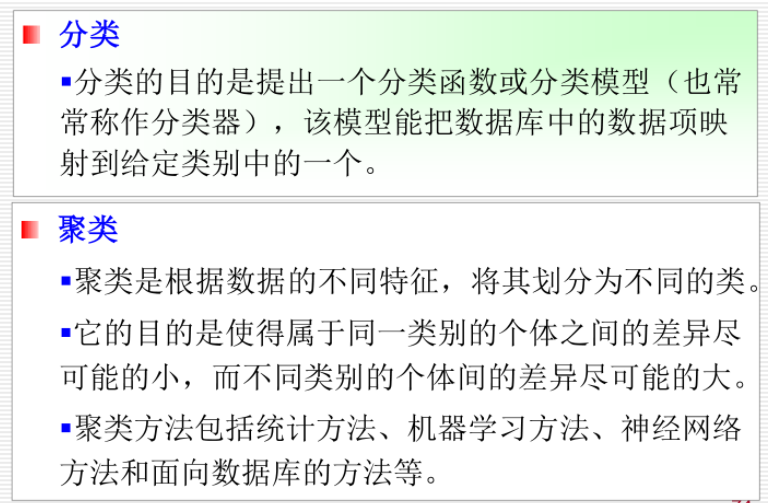 分类
▪分类的目的是提出一个分类函数或分类模型（也常
常称作分类器），该模型能把数据库中的数据项映
射到给定类别中的一个。
聚类
▪聚类是根据数据的不同特征，将其划分为不同的类。
▪它的目的是使得属于同一类别的个体之间的差异尽
可能的小，而不同类别的个体间的差异尽可能的大。
▪聚类方法包括统计方法、机器学习方法、神经网络
方法和面向数据库的方法等。